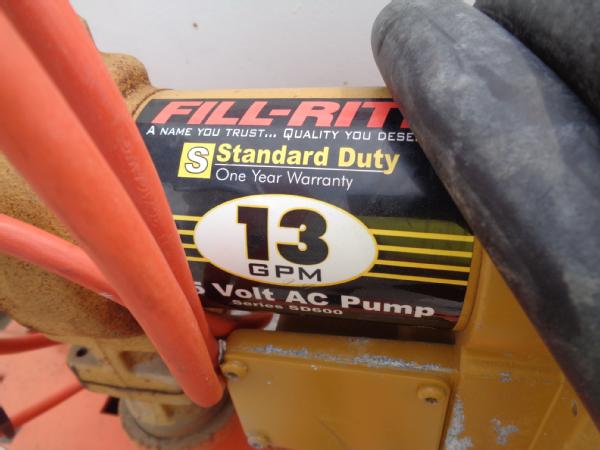 FILL-RIT
A NAME YOU TRUST... QUALITY YOU DESE
S Standard Duty
One Year Warranty
13
GPM
5 Volt AC Pump
Series SD600